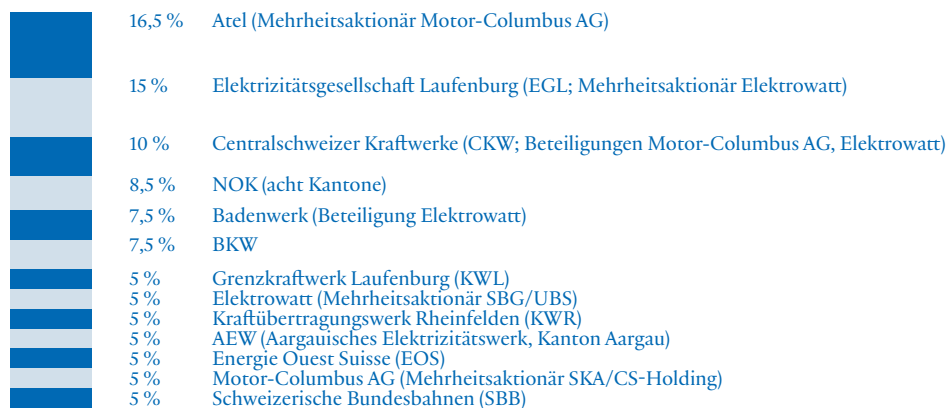 16,5 % Atel (Mehrheitsaktionär Motor-Columbus AG)
15 % Elektrizitätsgesellschaft Laufenburg (EGL; Mehrheitsaktionär Elektrowatt)
10 % Centralschweizer Kraftwerke (CKW; Beteiligungen Motor-Columbus AG, Elektrowatt)
8,5 % NOK (acht Kantone)
7,5 % Badenwerk (Beteiligung Elektrowatt)
7,5 % BKW
5 % Grenzkraftwerk Laufenburg (KWL)
5 % Elektrowatt (Mehrheitsaktionär SBG/UBS)
5 % Kraftübertragungswerk Rheinfelden (KWR)
5 % AEW (Aargauisches Elektrizitätswerk, Kanton Aargau)
5 % Energie Ouest Suisse (EOS)
5 % Motor-Columbus AG (Mehrheitsaktionär SKA/CS-Holding)
5 % Schweizerische Bundesbahnen (SBB)